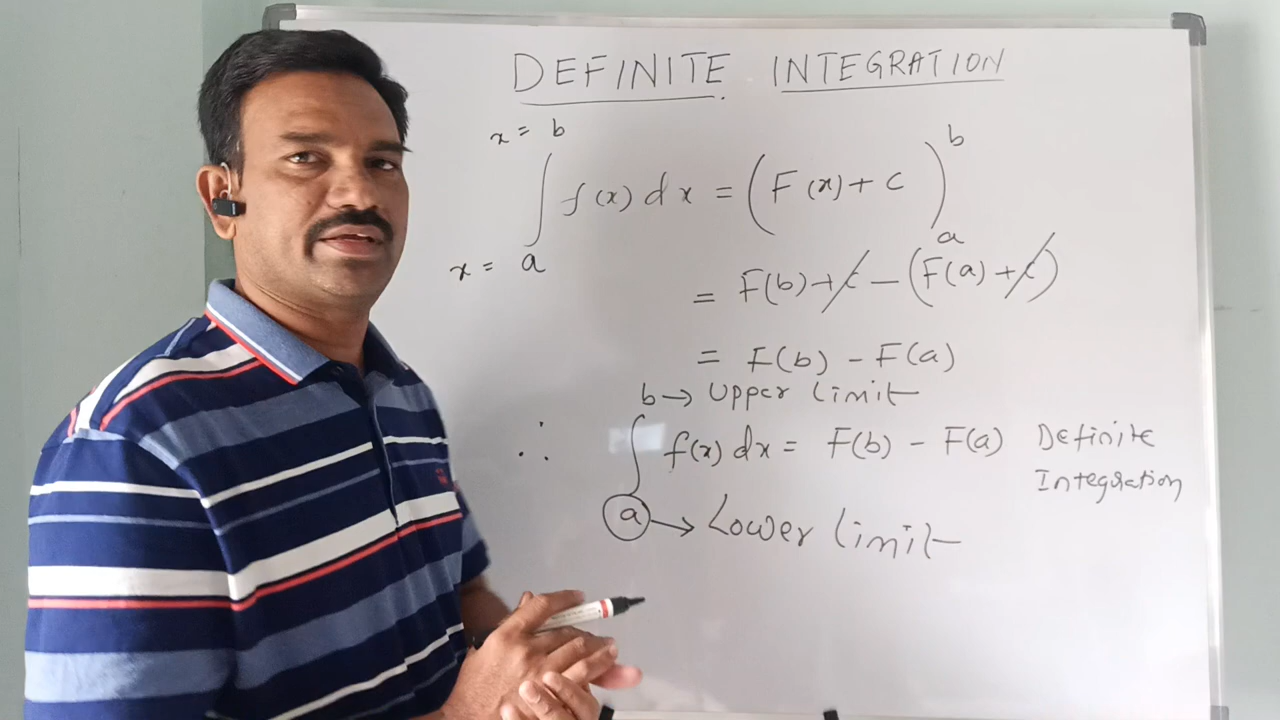 DEFINITE INTEGRATION
x = b
∫ f(x) dx = (F(x) + c)
b
a
x = a
= F(b) + c − (F(a) + c)
= F(b) − F(a)
b → Upper limit
∴ ∫ f(x) dx = F(b) − F(a) Definite
Integration
a → Lower limit